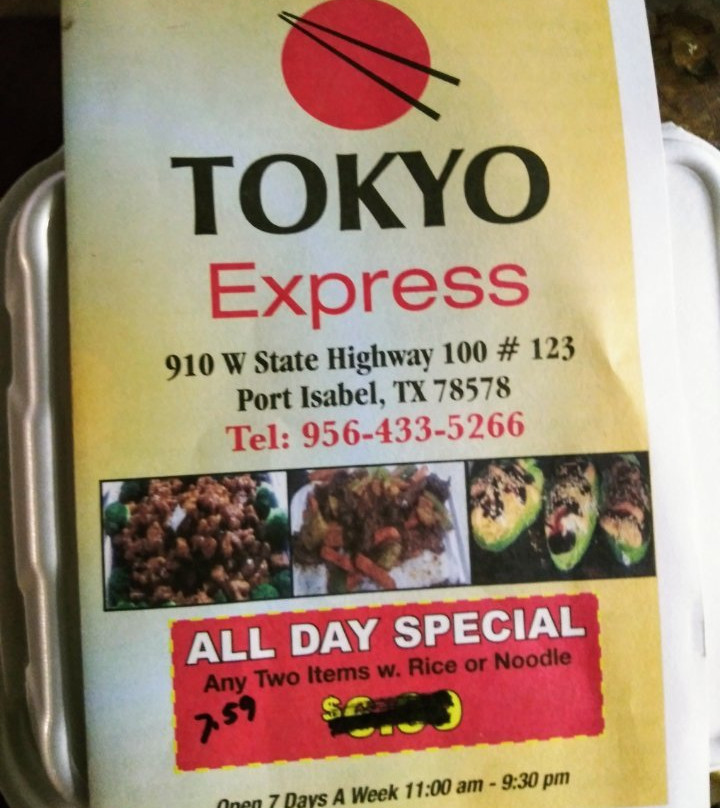 TOKYO
Express
910 W State Highway 100 # 123
Port Isabel, TX 78578
Tel: 956-433-5266
ALL DAY SPECIAL
Any Two Items w. Rice or Noodle
7.59
Open 7 Days A Week 11:00 am - 9:30 pm